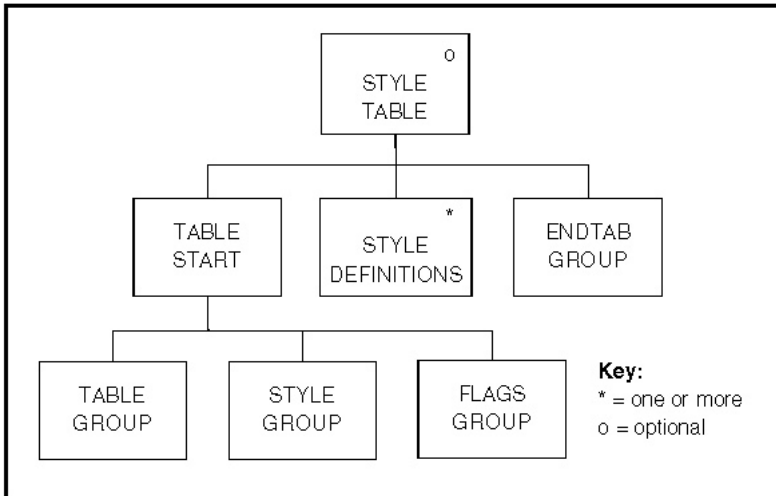 o
STYLE
TABLE
TABLE
START
*
STYLE
DEFINITIONS
ENDTAB
GROUP
TABLE
GROUP
STYLE
GROUP
FLAGS
GROUP
Key:
* = one or more
o = optional